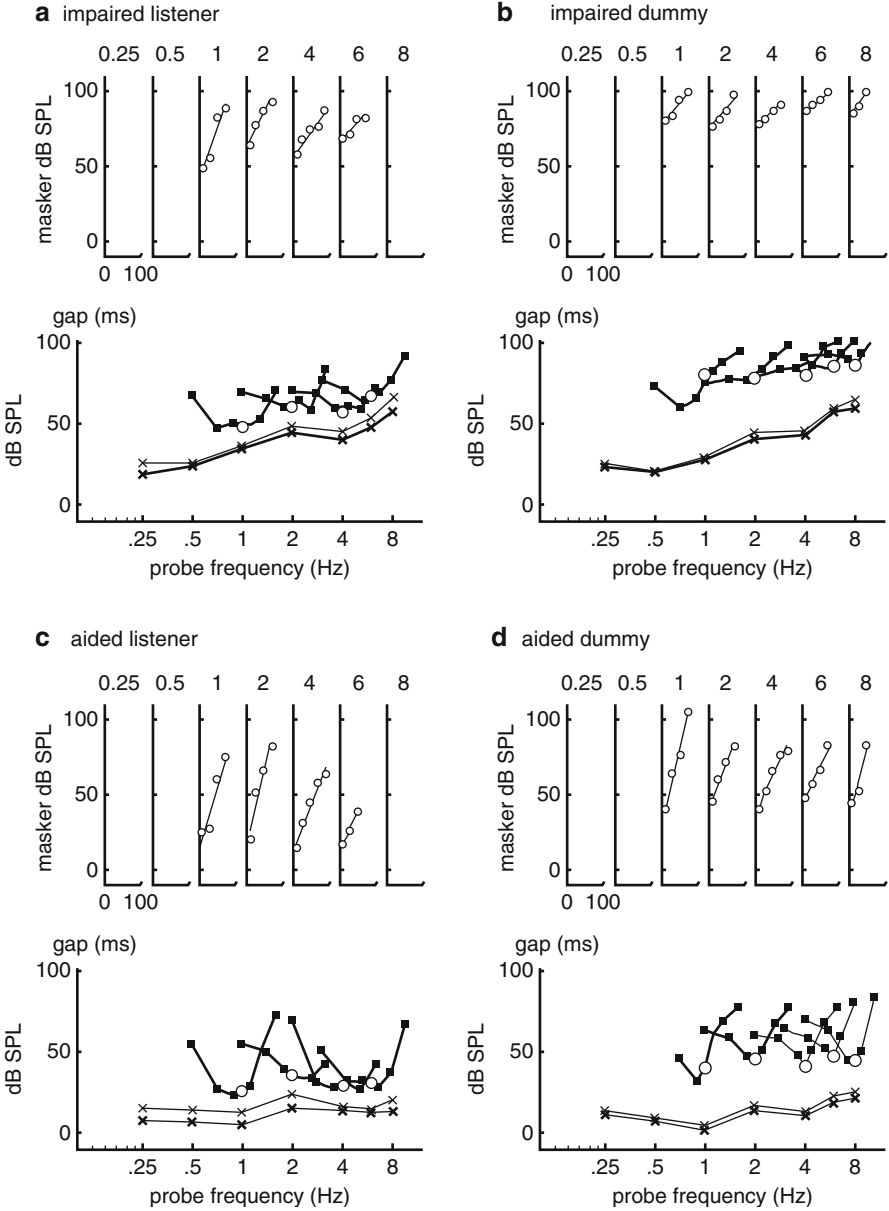 a impaired listener
0.25 0.5 1 2 4 6 8
masker dB SPL
100
50
0
0 100
gap (ms)
dB SPL
100
50
0
.25 .5 1 2 4 8
probe frequency (Hz)
b impaired dummy
0.25 0.5 1 2 4 6 8
masker dB SPL
100
50
0
0 100
gap (ms)
dB SPL
100
50
0
.25 .5 1 2 4 8
probe frequency (Hz)
c aided listener
0.25 0.5 1 2 4 6 8
masker dB SPL
100
50
0
0 100
gap (ms)
dB SPL
100
50
0
.25 .5 1 2 4 8
probe frequency (Hz)
d aided dummy
0.25 0.5 1 2 4 6 8
masker dB SPL
100
50
0
0 100
gap (ms)
dB SPL
100
50
0
.25 .5 1 2 4 8
probe frequency (Hz)